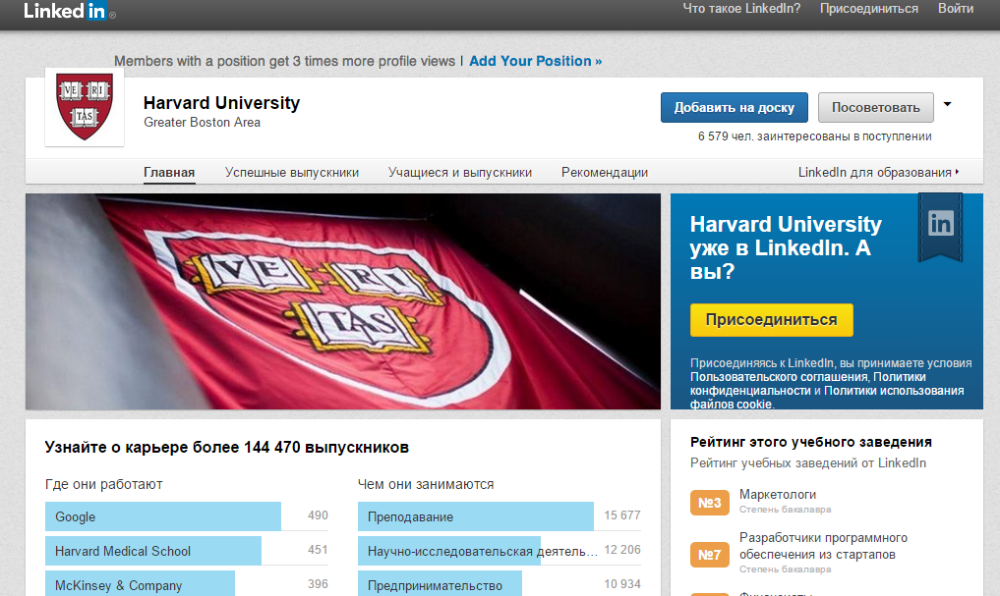 Linked in®
Что такое LinkedIn? Присоединиться Войти
Members with a position get 3 times more profile views | Add Your Position »
VE RI
TAS
Harvard University
Greater Boston Area
Добавить на доску Посоветовать
6 579 чел. заинтересованы в поступлении
Главная Успешные выпускники Учащиеся и выпускники Рекомендации LinkedIn для образования
VE RI
TAS
in
Harvard University
уже в LinkedIn. А
вы?
Присоединиться
Присоединяясь к LinkedIn, вы принимаете условия
Пользовательского соглашения, Политики
конфиденциальности и Политики использования
файлов cookie.
Узнайте о карьере более 144 470 выпускников
Где они работают
Google 490
Harvard Medical School 451
McKinsey & Company 396
Чем они занимаются
Преподавание 15 677
Научно-исследовательская деятель... 12 206
Предпринимательство 10 934
Рейтинг этого учебного заведения
Рейтинг учебных заведений от LinkedIn
№3 Маркетологи
Степень бакалавра
№7 Разработчики программного
обеспечения из стартапов
Степень бакалавра